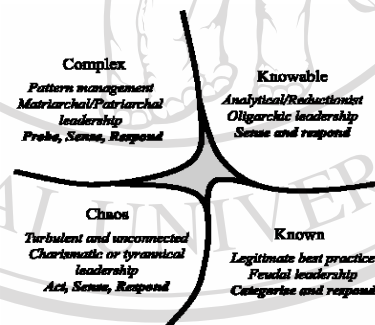 Complex
Pattern management
Matriarchal/Patriarchal
leadership
Probe, Sense, Respond
Knowable
Analytical/Reductionist
Oligarchic leadership
Sense and respond
Chaos
Turbulent and unconnected
Charismatic or tyrannical
leadership
Act, Sense, Respond
Known
Legitimate best practice
Feudal leadership
Categorise and respond